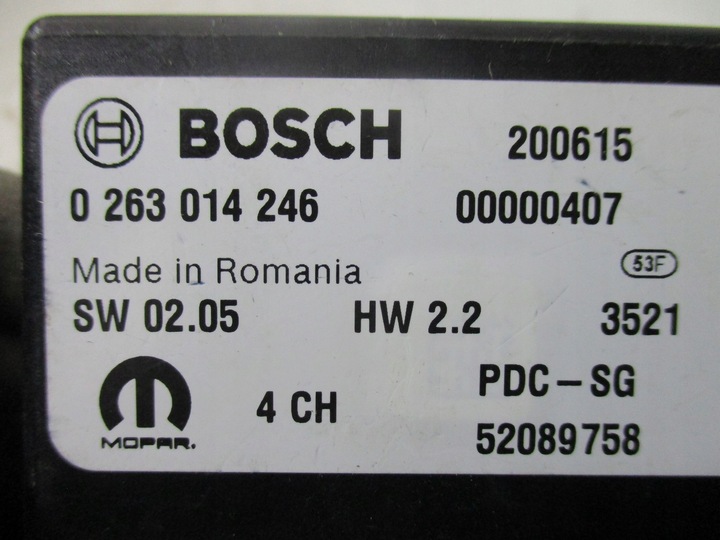 BOSCH 200615
0 263 014 246 00000407
Made in Romania 53F
SW 02.05 HW 2.2 3521
4 CH PDC-SG
MOPAR. 52089758